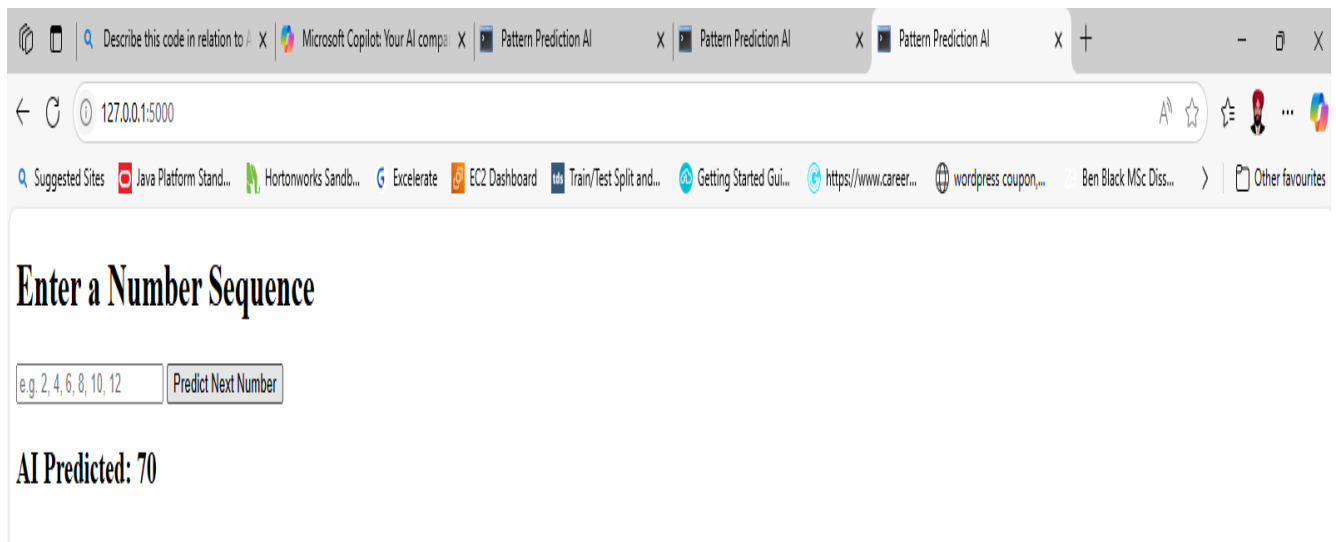 Describe this code in relation to A
Microsoft Copilot: Your AI compa
Pattern Prediction AI
Pattern Prediction AI
Pattern Prediction AI
127.0.0.1:5000
Suggested Sites
Java Platform Stand...
Hortonworks Sandb...
Excelerate
EC2 Dashboard
tds
Train/Test Split and...
Getting Started Gui...
https://www.career...
wordpress coupon,...
Ben Black MSc Diss...
Other favourites
Enter a Number Sequence
e.g. 2, 4, 6, 8, 10, 12
Predict Next Number
AI Predicted: 70